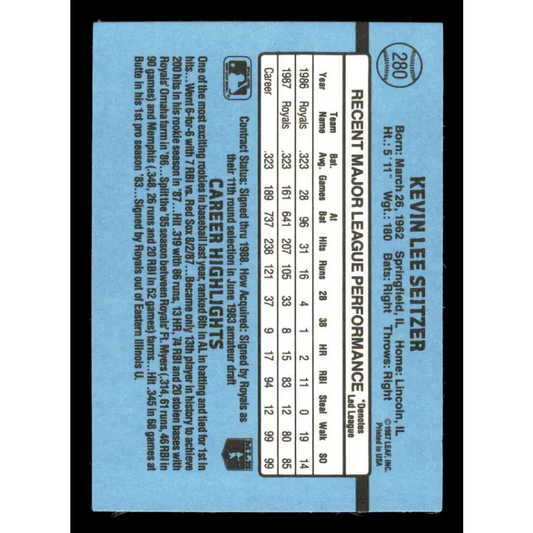 280
KEVIN LEE SEITZER
Born: March 26, 1962 Springfield, IL Home: Lincoln, IL
Ht.: 5' 11" Wgt.: 180 Bats: Right Throws: Right
©1987 LEAF, INC.
Printed in USA
RECENT MAJOR LEAGUE PERFORMANCE
*Denotes
Led League
Year Team Name Bat. Avg. Games At Bat Hits Runs 2B 3B HR RBI Steal Walk SO
1986 Royals .323 28 96 31 16 4 1 2 11 0 19 14
1987 Royals .323 161 641 207 105 33 8 15 83 12 80 85
Career .323 189 737 238 121 37 9 17 94 12 99 99
Contract Status: Signed thru 1988. How Acquired: Signed by Royals as
their 11th round selection in June 1983 amateur draft
CAREER HIGHLIGHTS
One of the most exciting rookies in baseball last year, ranked 6th in AL in batting and tied for 1st in
hits...Went 6-for-6 with 7 RBI vs. Red Sox 8/2/87...Became only 13th player in history to achieve
200 hits in his rookie season in '87...Hit .319 with 86 runs, 13 HR, 74 RBI and 20 stolen bases with
Royals' Omaha farm in '86...Split the '85 season between Royals' Ft. Myers (.314, 61 runs, 46 RBI in
90 games) and Memphis (.348, 26 runs and 20 RBI in 52 games) farms...Hit .345 in 68 games at
Butte in his 1st pro season '83...Signed by Royals out of Eastern Illinois U.